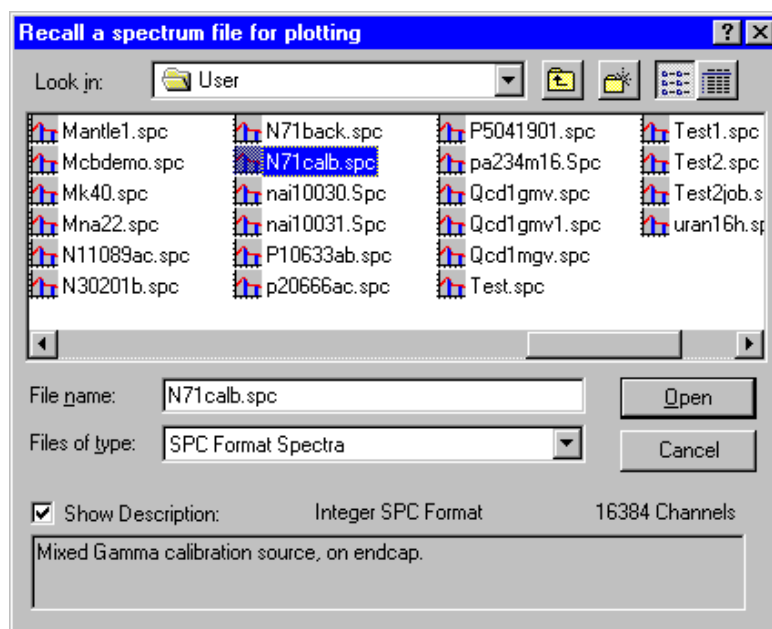 Recall a spectrum file for plotting
Look in: User
Mantle1.spc N71back.spc P5041901.spc Test1.spc
Mcbdemo.spc N71calb.spc pa234m16.Spc Test2.spc
Mk40.spc nai10030.Spc Qcd1gmv.spc Test2job.s
Mna22.spc nai10031.Spc Qcd1gmv1.spc uran16h.sp
N11089ac.spc P10633ab.spc Qcd1mgv.spc
N30201b.spc p20666ac.spc Test.spc
File name: N71calb.spc Open
Files of type: SPC Format Spectra Cancel
Show Description: Integer SPC Format 16384 Channels
Mixed Gamma calibration source, on endcap.